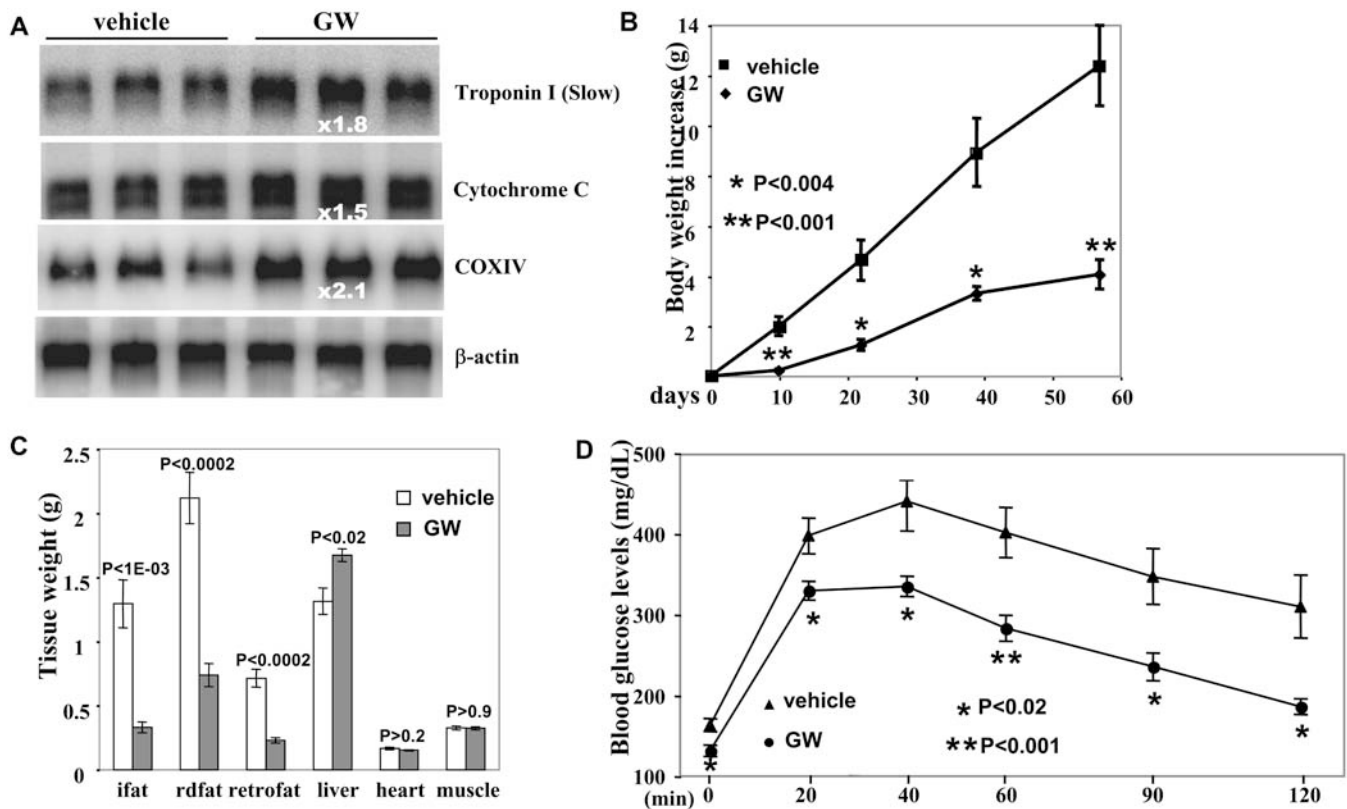 A
vehicle GW
Troponin I (Slow)
x1.8
Cytochrome C
x1.5
COXIV
x2.1
β-actin
B
Body weight increase (g)
14
12
10
8
6
4
2
vehicle
GW
* P<0.004
** P<0.001
** * * **
days 0 10 20 30 40 50 60
C
Tissue weight (g)
2.5
2
1.5
1
0.5
0
P<1E-03
P<0.0002
P<0.0002
P<0.02
P>0.2
P>0.9
vehicle
GW
ifat rdfat retrofat liver heart muscle
D
Blood glucose levels (mg/dL)
500
400
300
200
100
* * * ** * *
vehicle
GW
* P<0.02
** P<0.001
(min) 0 20 40 60 90 120